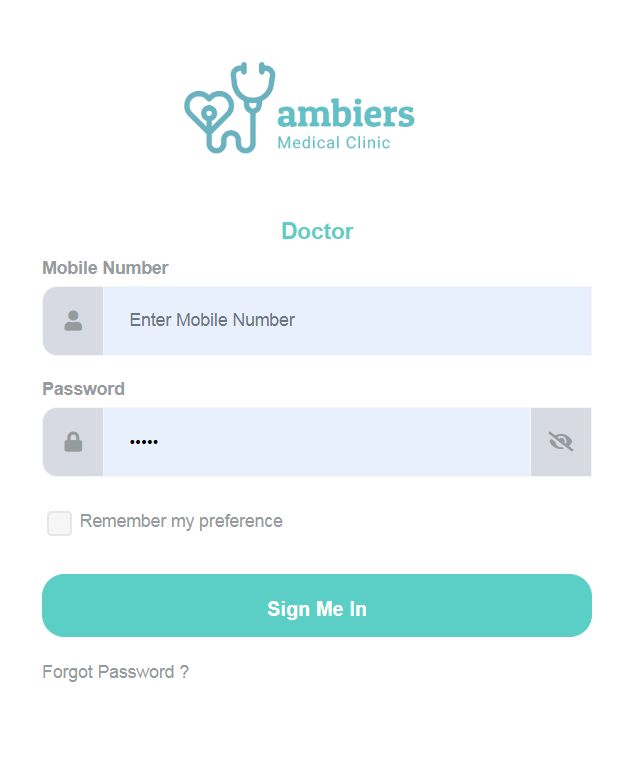 ambiers
Medical Clinic
Doctor
Mobile Number
Enter Mobile Number
Password
•••••
Remember my preference
Sign Me In
Forgot Password ?